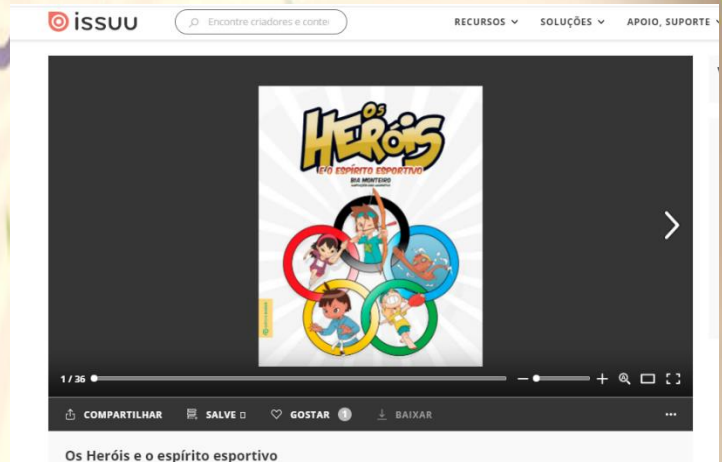 issuu
Encontre criadores e conte
RECURSOS
SOLUÇÕES
APOIO, SUPORTE
OS
HERÓIS
E O ESPÍRITO ESPORTIVO
BIA MONTEIRO
1 / 36
COMPARTILHAR
SALVE
GOSTAR
1
BAIXAR
Os Heróis e o espírito esportivo